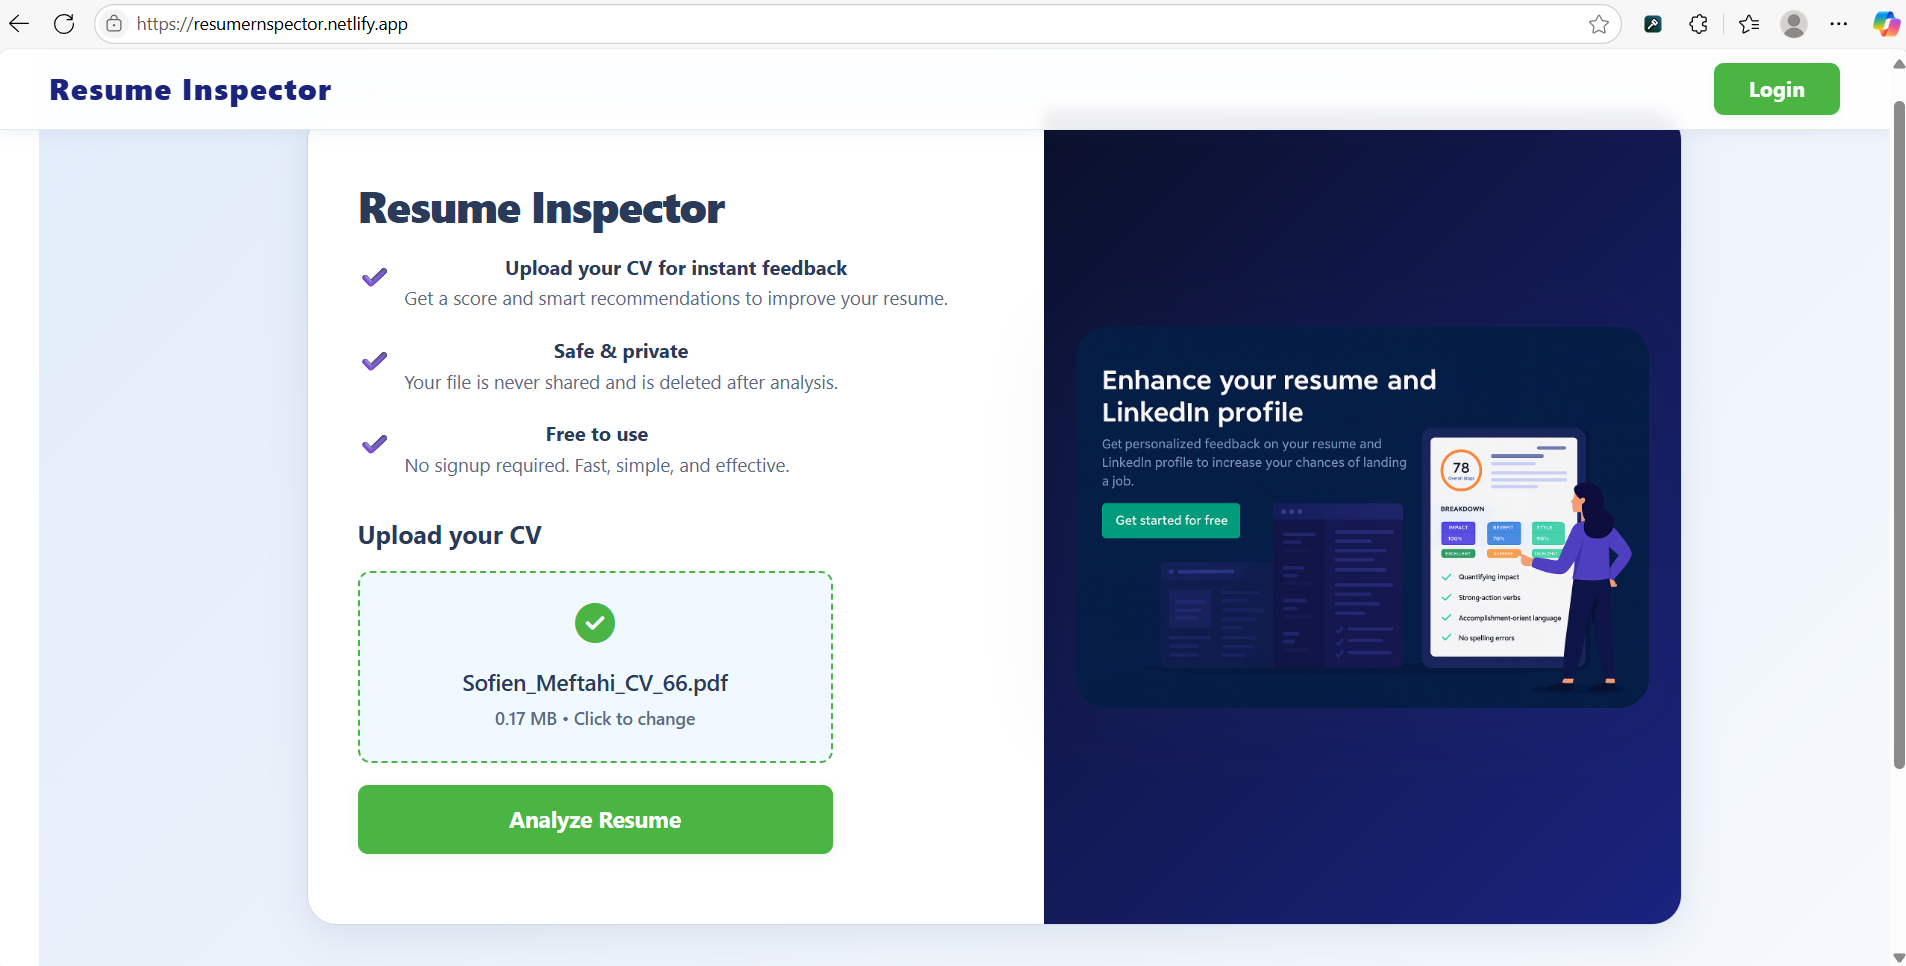 https://resumernspector.netlify.app
Resume Inspector
Login
Resume Inspector
Upload your CV for instant feedback
Get a score and smart recommendations to improve your resume.
Safe & private
Your file is never shared and is deleted after analysis.
Free to use
No signup required. Fast, simple, and effective.
Upload your CV
Sofien_Meftahi_CV_66.pdf
0.17 MB • Click to change
Analyze Resume
Enhance your resume and
LinkedIn profile
Get personalized feedback on your resume and
LinkedIn profile to increase your chances of landing
a job.
Get started for free
78
BREAKDOWN
IMPACT
100%
EXCELLENT
BENEFIT
70%
STYLE
90%
Quantifying impact
Strong-action verbs
Accomplishment-orient language
No spelling errors